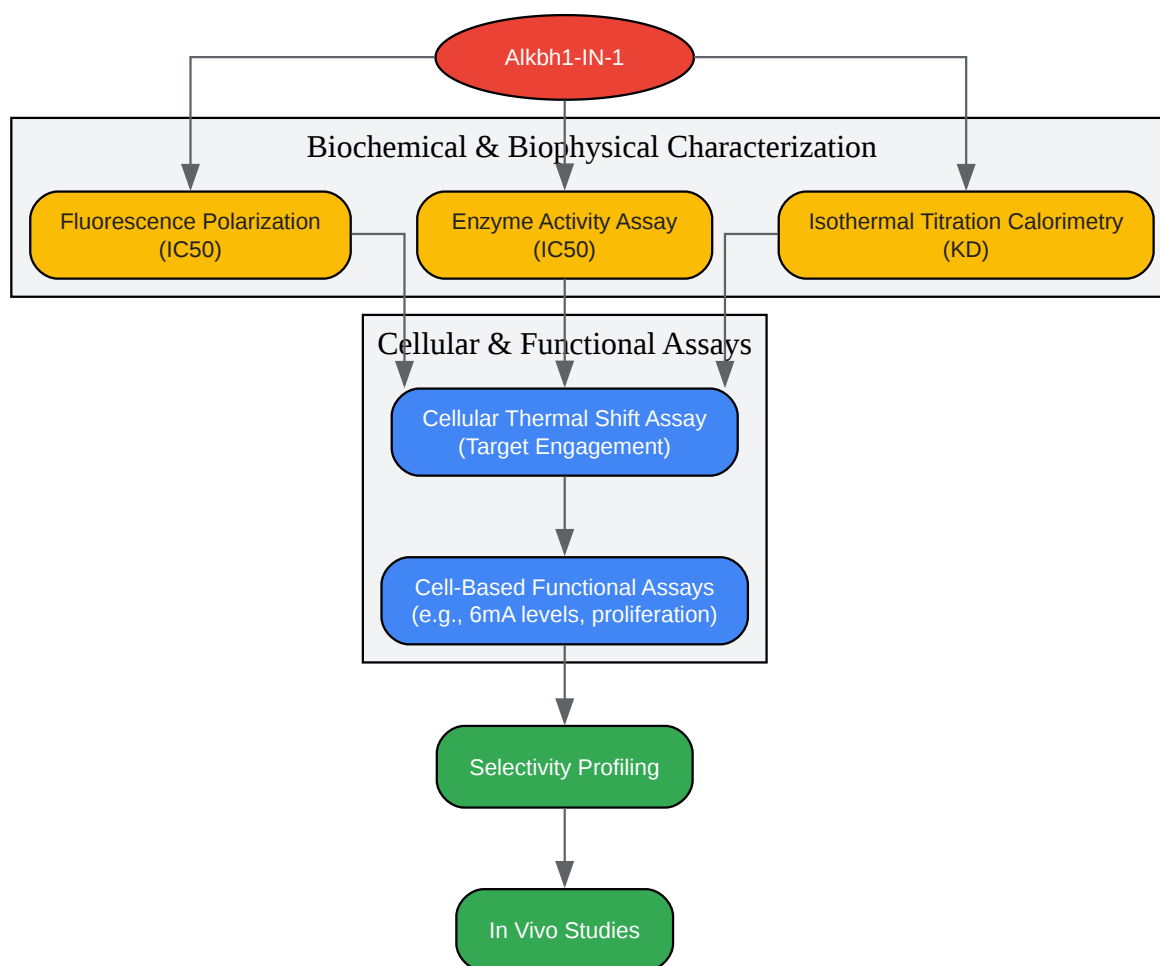 Alkbh1-IN-1
Biochemical & Biophysical Characterization
Fluorescence Polarization
(IC50)
Enzyme Activity Assay
(IC50)
Isothermal Titration Calorimetry
(KD)
Cellular & Functional Assays
Cellular Thermal Shift Assay
(Target Engagement)
Cell-Based Functional Assays
(e.g., 6mA levels, proliferation)
Selectivity Profiling
In Vivo Studies